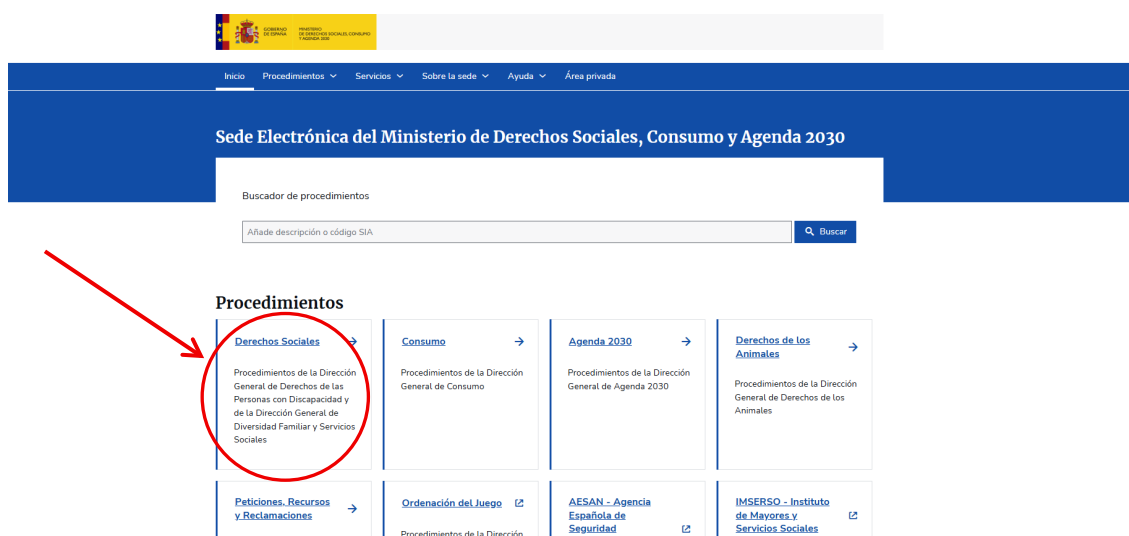 GOBIERNO
DE ESPAÑA
MINISTERIO
DE DERECHOS SOCIALES, CONSUMO
Y AGENDA 2030
Inicio Procedimientos Servicios Sobre la sede Ayuda Área privada
Sede Electrónica del Ministerio de Derechos Sociales, Consumo y Agenda 2030
Buscador de procedimientos
Añade descripción o código SIA
Buscar
Procedimientos
Derechos Sociales
Procedimientos de la Dirección
General de Derechos de las
Personas con Discapacidad y
de la Dirección General de
Diversidad Familiar y Servicios
Sociales
Consumo
Procedimientos de la Dirección
General de Consumo
Agenda 2030
Procedimientos de la Dirección
General de Agenda 2030
Derechos de los
Animales
Procedimientos de la Dirección
General de Derechos de los
Animales
Peticiones, Recursos
y Reclamaciones
Ordenación del Juego
Procedimientos de la Dirección
AESAN - Agencia
Española de
Seguridad
IMSERSO - Instituto
de Mayores y
Servicios Sociales